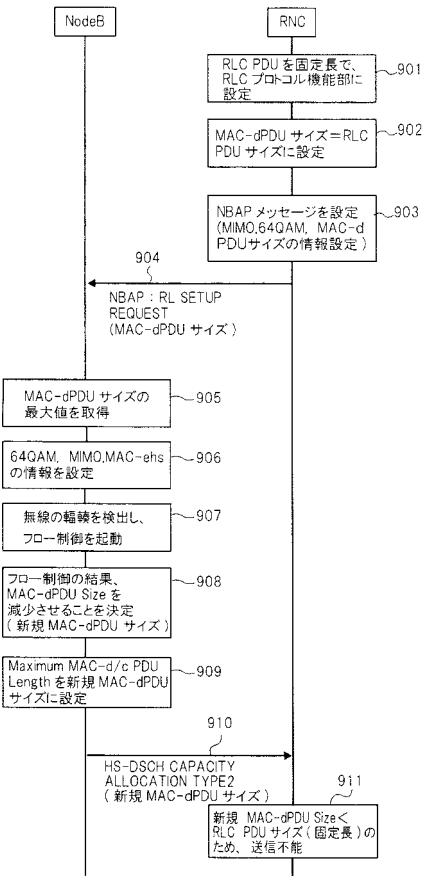 NodeB
RNC
RLC PDU を固定長で、
RLC プロトコル機能部に
設定
901
MAC-dPDU サイズ＝RLC
PDU サイズに設定
902
NBAP メッセージを設定
(MIMO,64QAM, MAC-d
PDUサイズの情報設定)
903
904
NBAP : RL SETUP
REQUEST
(MAC-dPDU サイズ)
MAC-dPDU サイズの
最大値を取得
905
64QAM, MIMO,MAC-ehs
の情報を設定
906
無線の輻輳を検出し、
フロー制御を起動
907
フロー制御の結果、
MAC-dPDU Size を
減少させることを決定
(新規 MAC-dPDU サイズ)
908
Maximum MAC-d/c PDU
Length を新規 MAC-dPDU
サイズに設定
909
910
HS-DSCH CAPACITY
ALLOCATION TYPE2
(新規 MAC-dPDU サイズ)
911
新規 MAC-dPDU Size<
RLC PDU サイズ(固定長)の
ため、送信不能